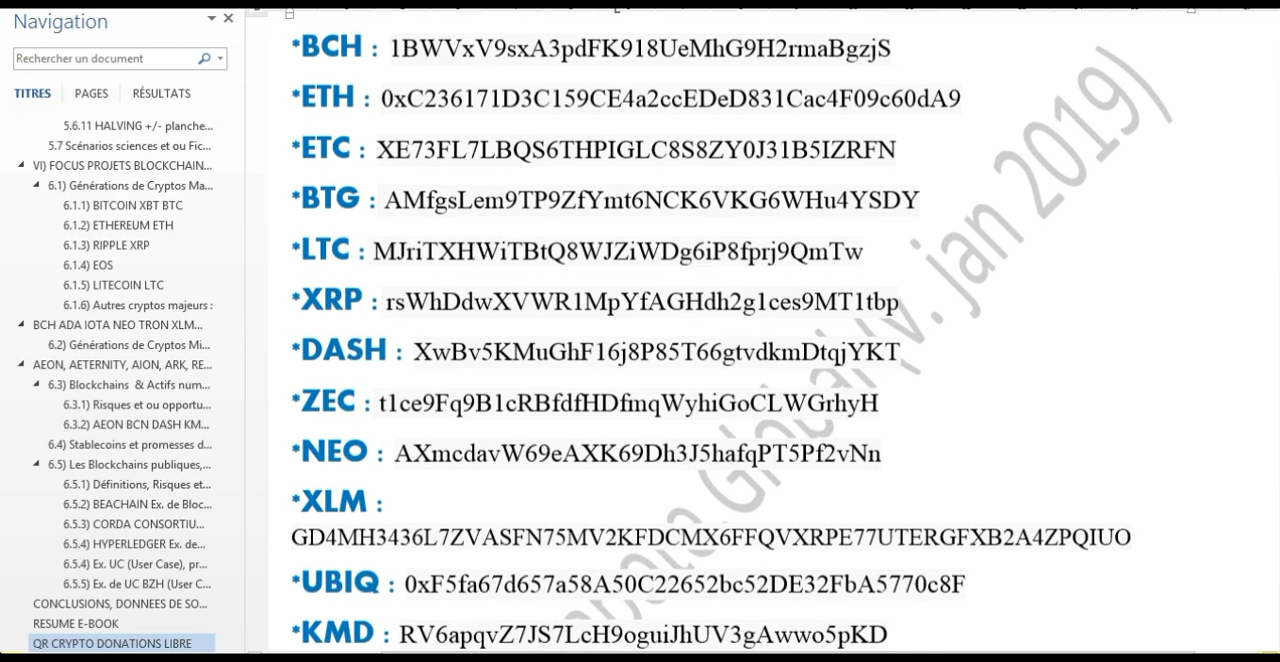 Navigation
Rechercher un document
TITRES PAGES RÉSULTATS
5.6.11 HALVING +/- planche...
5.7 Scénarios sciences et ou Fic...
VI) FOCUS PROJETS BLOCKCHAIN...
6.1) Générations de Cryptos Ma...
6.1.1) BITCOIN XBT BTC
6.1.2) ETHEREUM ETH
6.1.3) RIPPLE XRP
6.1.4) EOS
6.1.5) LITECOIN LTC
6.1.6) Autres cryptos majeurs :
BCH ADA IOTA NEO TRON XLM...
6.2) Générations de Cryptos Mi...
AEON, AETERNITY, AION, ARK, RE...
6.3) Blockchains & Actifs num...
6.3.1) Risques et ou opportu...
6.3.2) AEON BCN DASH KM...
6.4) Stablecoins et promesses d...
6.5) Les Blockchains publiques,...
6.5.1) Définitions, Risques et...
6.5.2) BEACHAIN Ex. de Bloc...
6.5.3) CORDA CONSORTIU...
6.5.4) HYPERLEDGER Ex. de...
6.5.4) Ex. UC (User Case), pr...
6.5.5) Ex. de UC BZH (User C...
CONCLUSIONS, DONNEES DE SO...
RESUME E-BOOK
QR CRYPTO DONATIONS LIBRE
*BCH : 1BWVxV9sxA3pdFK918UeMhG9H2rmaBgzjS
*ETH : 0xC236171D3C159CE4a2ccEDeD831Cac4F09c60dA9
*ETC : XE73FL7LBQS6THPIGLC8S8ZY0J31B5IZRFN
*BTG : AMfgsLem9TP9ZfYmt6NCK6VKG6WHu4YSDY
*LTC : MJriTXHWiTBtQ8WJZiWDg6iP8fprj9QmTw
*XRP : rsWhDdwXVWR1MpYfAGHdh2g1ces9MT1tbp
*DASH : XwBv5KMuGhF16j8P85T66gtvdkmDtqjYKT
*ZEC : t1ce9Fq9B1cRBfdfHDfmqWyhiGoCLWGrhyH
*NEO : AXmcdavW69eAXK69Dh3J5hafqPT5Pf2vNn
*XLM :
GD4MH3436L7ZVASFN75MV2KFDCMX6FFQVXRPE77UTERGFXB2A4ZPQIUO
*UBIQ : 0xF5fa67d657a58A50C22652bc52DE32FbA5770c8F
*KMD : RV6apqvZ7JS7LcH9oguiJhUV3gAwwo5pKD
(v. jan 2019)